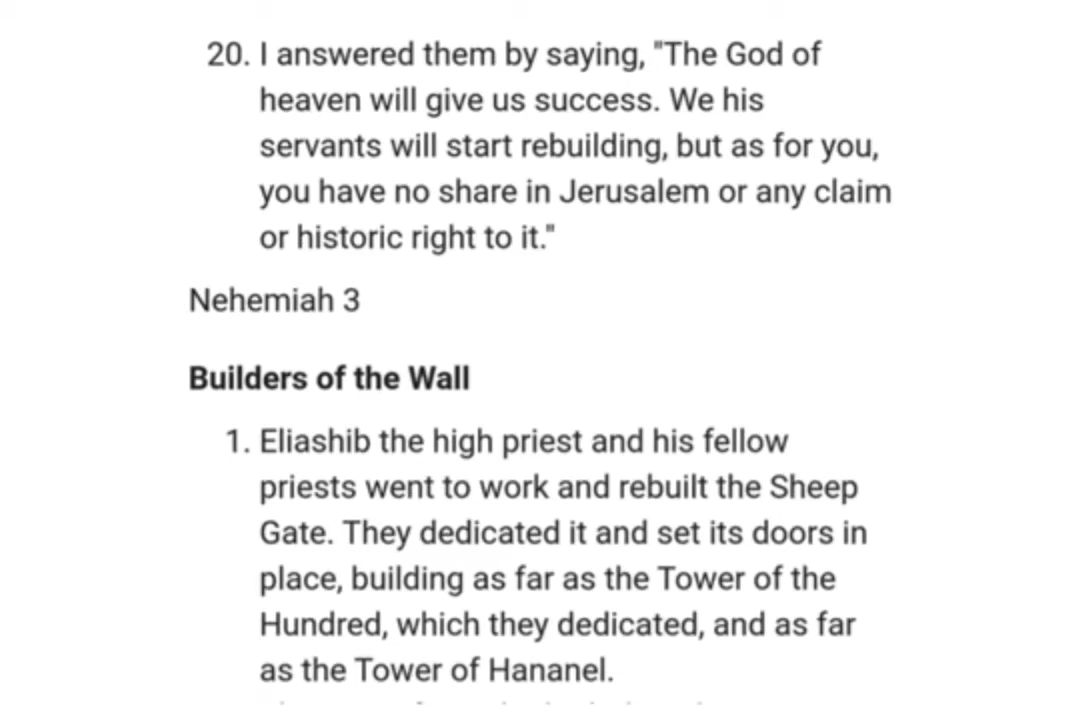 20. I answered them by saying, "The God of
heaven will give us success. We his
servants will start rebuilding, but as for you,
you have no share in Jerusalem or any claim
or historic right to it."
Nehemiah 3
Builders of the Wall
1. Eliashib the high priest and his fellow
priests went to work and rebuilt the Sheep
Gate. They dedicated it and set its doors in
place, building as far as the Tower of the
Hundred, which they dedicated, and as far
as the Tower of Hananel.